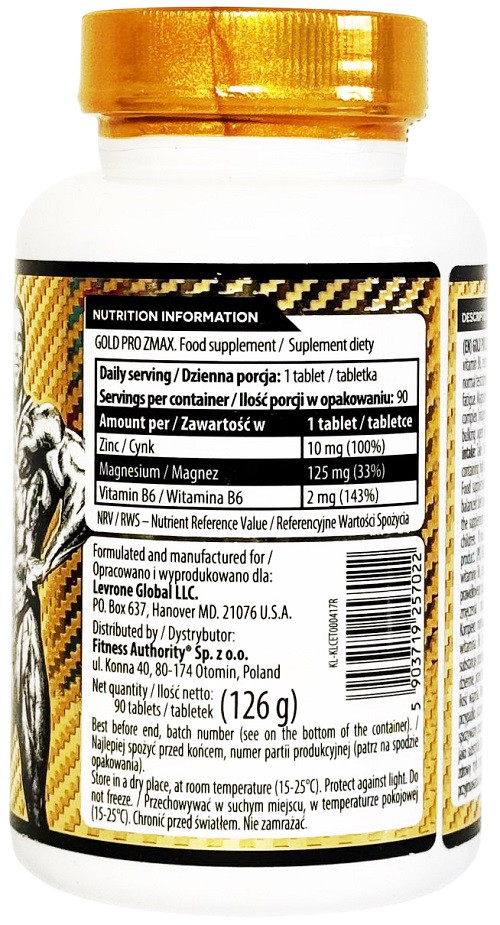 NUTRITION INFORMATION
GOLD PRO ZMAX. Food supplement / Suplement diety
Daily serving / Dzienna porcja: 1 tablet / tabletka
Servings per container / Ilość porcji w opakowaniu: 90
Amount per / Zawartość w 1 tablet / tabletce
Zinc / Cynk 10 mg (100%)
Magnesium / Magnez 125 mg (33%)
Vitamin B6 / Witamina B6 2 mg (143%)
NRV / RWS – Nutrient Reference Value / Referencyjne Wartości Spożycia
Formulated and manufactured for /
Opracowano i wyprodukowano dla:
Levrone Global LLC.
PO. Box 637, Hanover MD. 21076 U.S.A.
Distributed by / Dystrybutor:
Fitness Authority® Sp. z o.o.
ul. Konna 40, 80-174 Otomin, Poland
Net quantity / Ilość netto:
90 tablets / tabletek (126 g)
KL-KLCET000417R
5 903719 257022
Best before end, batch number (see on the bottom of the container). /
Najlepiej spożyć przed końcem, numer partii produkcyjnej (patrz na spodzie
opakowania).
Store in a dry place, at room temperature (15-25°C). Protect against light. Do
not freeze. / Przechowywać w suchym miejscu, w temperaturze pokojowej
(15-25°C). Chronić przed światłem. Nie zamrażać.
(EN) GOLD
vitamin B6